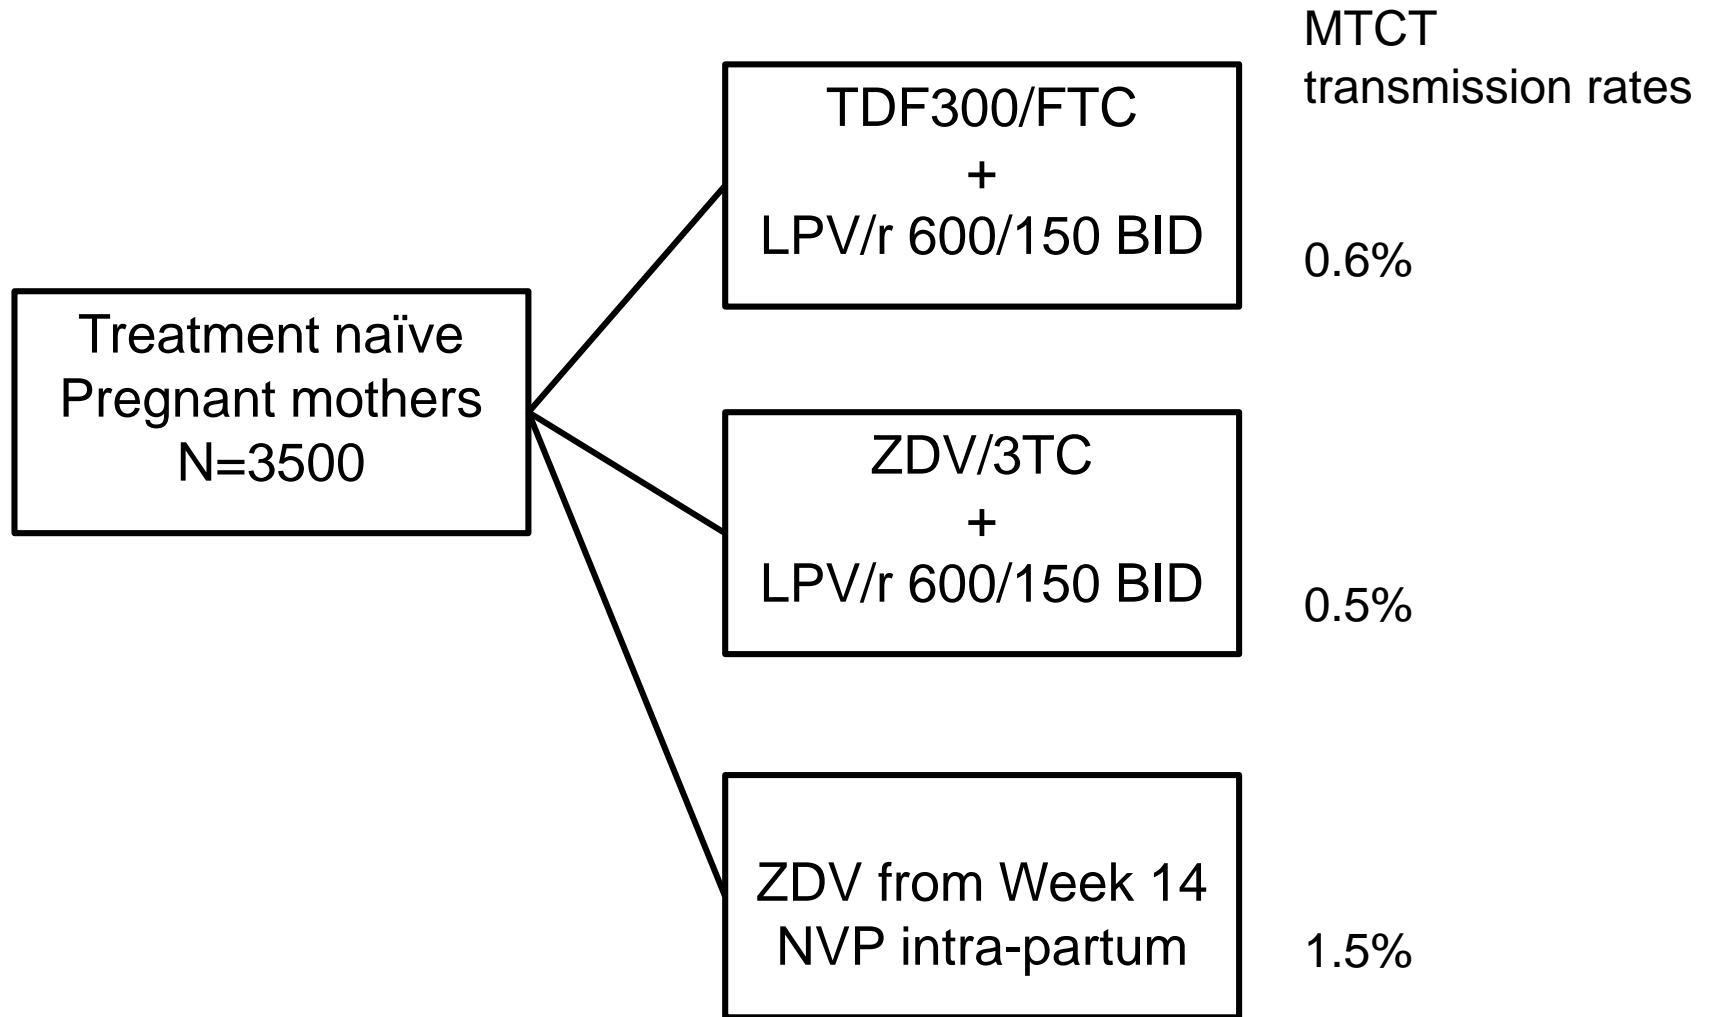 MTCT
transmission rates
TDF300/FTC
+
LPV/r 600/150 BID
0.6%
Treatment naïve
Pregnant mothers
N=3500
ZDV/3TC
+
LPV/r 600/150 BID
0.5%
ZDV from Week 14
NVP intra-partum
1.5%